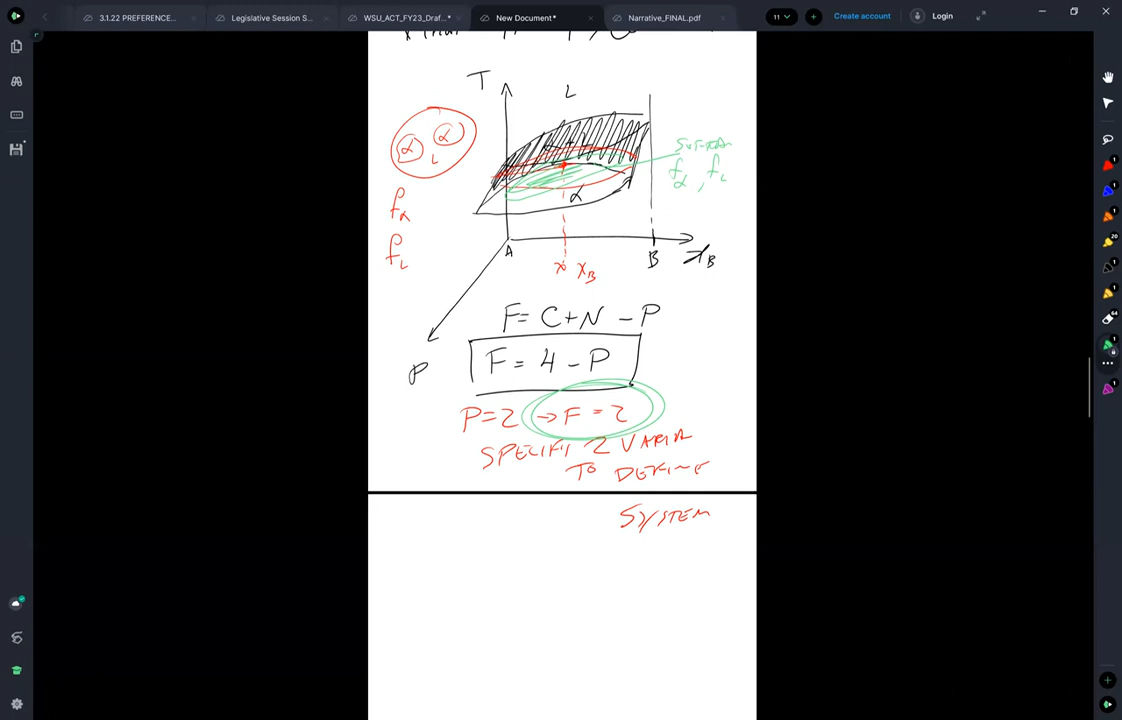 3.1.22 PREFERENCE...
Legislative Session S...
WSU_ACT_FY23_Draf...*
New Document*
Narrative_FINAL.pdf
11
Create account
Login
T
L
α α
L
α
f_α
f_L
f_α, f_L
A
x_B
B
x_B
P
F = C+N - P
F = 4 - P
P=2 → F = 2
SPECIFY 2 VARIA
TO DEFINE
SYSTEM